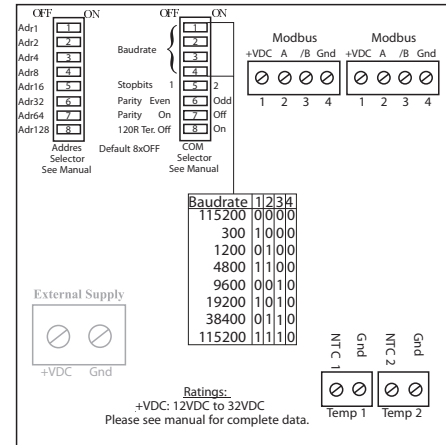 OFF ON
Adr1 1
Adr2 2
Adr4 3
Adr8 4
Adr16 5
Adr32 6
Adr64 7
Adr128 8
Addres
Selector
See Manual
OFF ON
Baudrate
1
2
3
4
Stopbits 1 5 2
Parity Even 6 Odd
Parity On 7 Off
120R Ter. Off 8 On
Default 8xOFF
COM
Selector
See Manual
Modbus
+VDC A /B Gnd
1 2 3 4
Modbus
+VDC A /B Gnd
1 2 3 4
Baudrate 1 2 3 4
115200 0 0 0 0
300 1 0 0 0
1200 0 1 0 0
4800 1 1 0 0
9600 0 0 1 0
19200 1 0 1 0
38400 0 1 1 0
115200 1 1 1 0
External Supply
+VDC Gnd
NTC 1 Gnd
Temp 1
NTC 2 Gnd
Temp 2
Ratings:
+VDC: 12VDC to 32VDC
Please see manual for complete data.